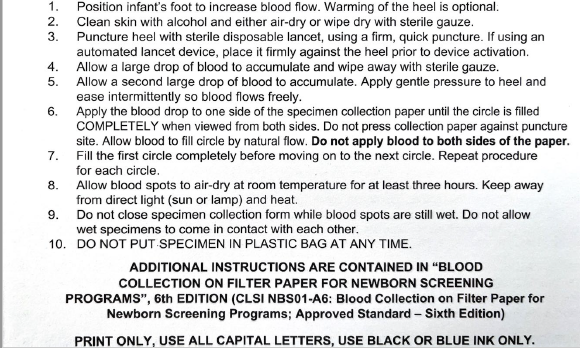 1. Position infant's foot to increase blood flow. Warming of the heel is optional.
2. Clean skin with alcohol and either air-dry or wipe dry with sterile gauze.
3. Puncture heel with sterile disposable lancet, using a firm, quick puncture. If using an
automated lancet device, place it firmly against the heel prior to device activation.
4. Allow a large drop of blood to accumulate and wipe away with sterile gauze.
5. Allow a second large drop of blood to accumulate. Apply gentle pressure to heel and
ease intermittently so blood flows freely.
6. Apply the blood drop to one side of the specimen collection paper until the circle is filled
COMPLETELY when viewed from both sides. Do not press collection paper against puncture
site. Allow blood to fill circle by natural flow. Do not apply blood to both sides of the paper.
7. Fill the first circle completely before moving on to the next circle. Repeat procedure
for each circle.
8. Allow blood spots to air-dry at room temperature for at least three hours. Keep away
from direct light (sun or lamp) and heat.
9. Do not close specimen collection form while blood spots are still wet. Do not allow
wet specimens to come in contact with each other.
10. DO NOT PUT SPECIMEN IN PLASTIC BAG AT ANY TIME.
ADDITIONAL INSTRUCTIONS ARE CONTAINED IN “BLOOD
COLLECTION ON FILTER PAPER FOR NEWBORN SCREENING
PROGRAMS”, 6th EDITION (CLSI NBS01-A6: Blood Collection on Filter Paper for
Newborn Screening Programs; Approved Standard – Sixth Edition)
PRINT ONLY, USE ALL CAPITAL LETTERS, USE BLACK OR BLUE INK ONLY.